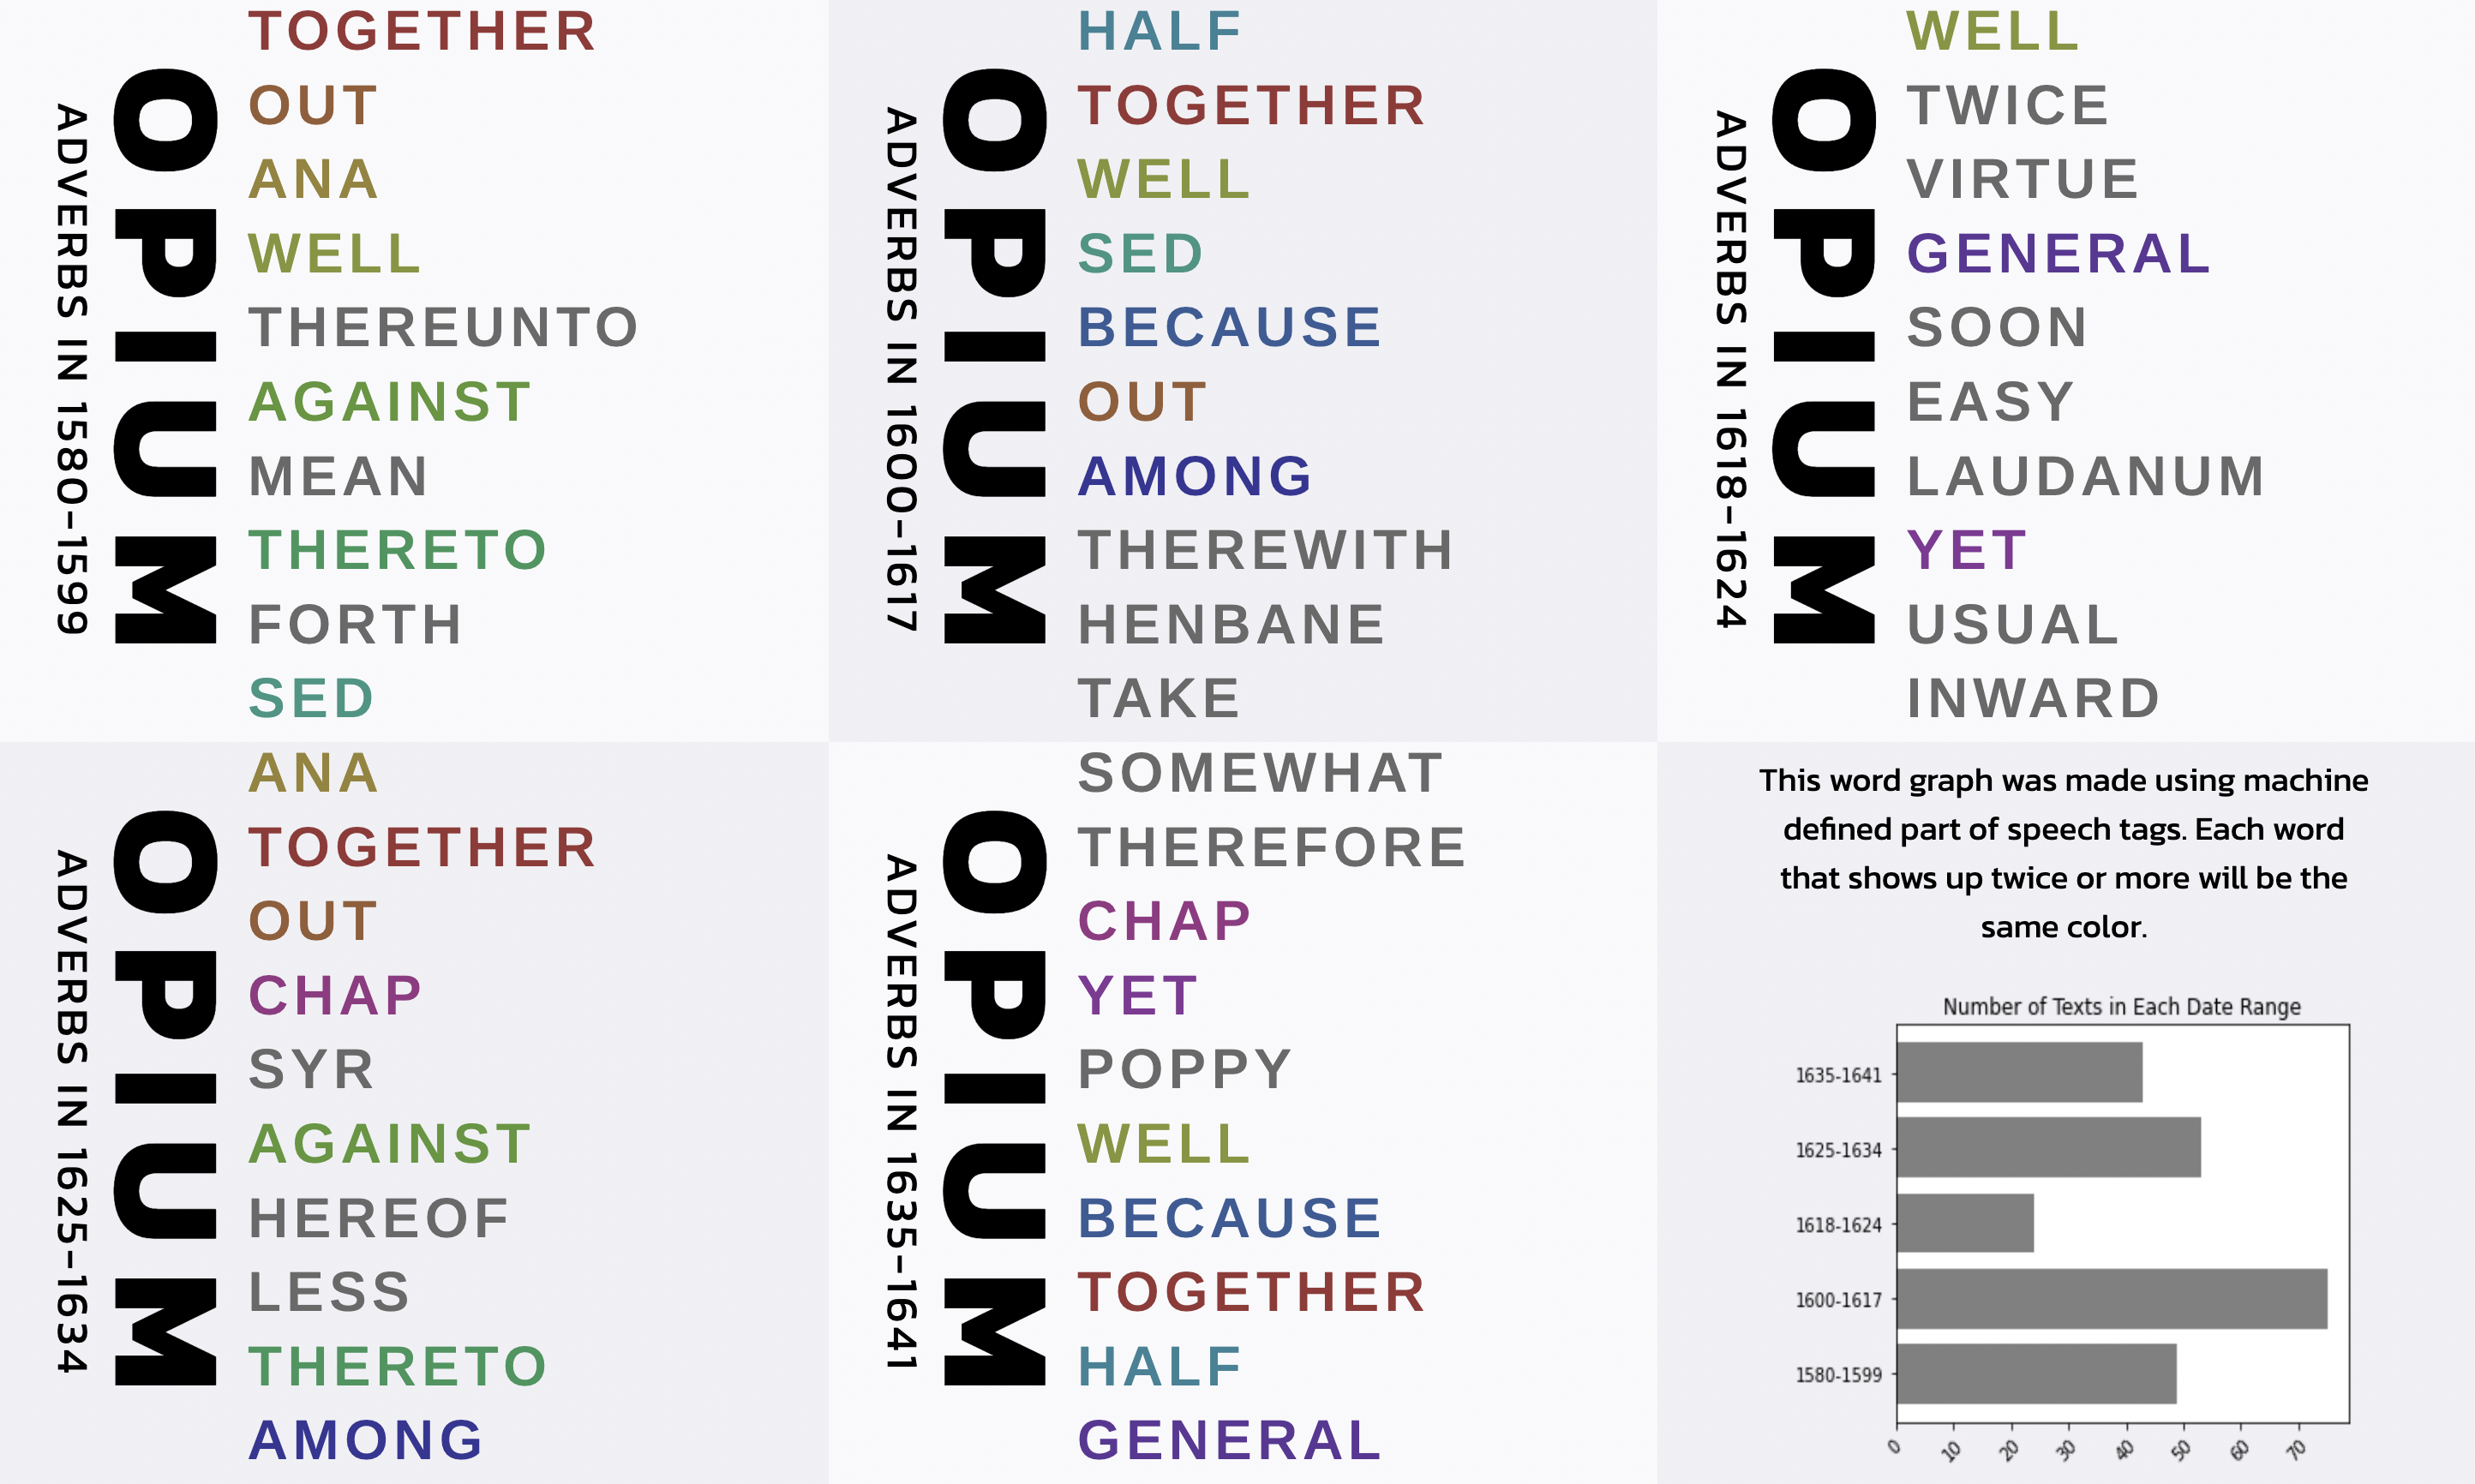 ADVERBS IN 1580-1599
OPIUM
TOGETHER
OUT
ANA
WELL
THEREUNTO
AGAINST
MEAN
THERETO
FORTH
SED
ADVERBS IN 1600-1617
OPIUM
HALF
TOGETHER
WELL
SED
BECAUSE
OUT
AMONG
THEREWITH
HENBANE
TAKE
ADVERBS IN 1618-1624
OPIUM
WELL
TWICE
VIRTUE
GENERAL
SOON
EASY
LAUDANUM
YET
USUAL
INWARD
ADVERBS IN 1625-1634
OPIUM
ANA
TOGETHER
OUT
CHAP
SYR
AGAINST
HEREOF
LESS
THERETO
AMONG
ADVERBS IN 1635-1641
OPIUM
SOMEWHAT
THEREFORE
CHAP
YET
POPPY
WELL
BECAUSE
TOGETHER
HALF
GENERAL
This word graph was made using machine
defined part of speech tags. Each word
that shows up twice or more will be the
same color.
Number of Texts in Each Date Range
1635-1641
1625-1634
1618-1624
1600-1617
1580-1599
0 10 20 30 40 50 60 70